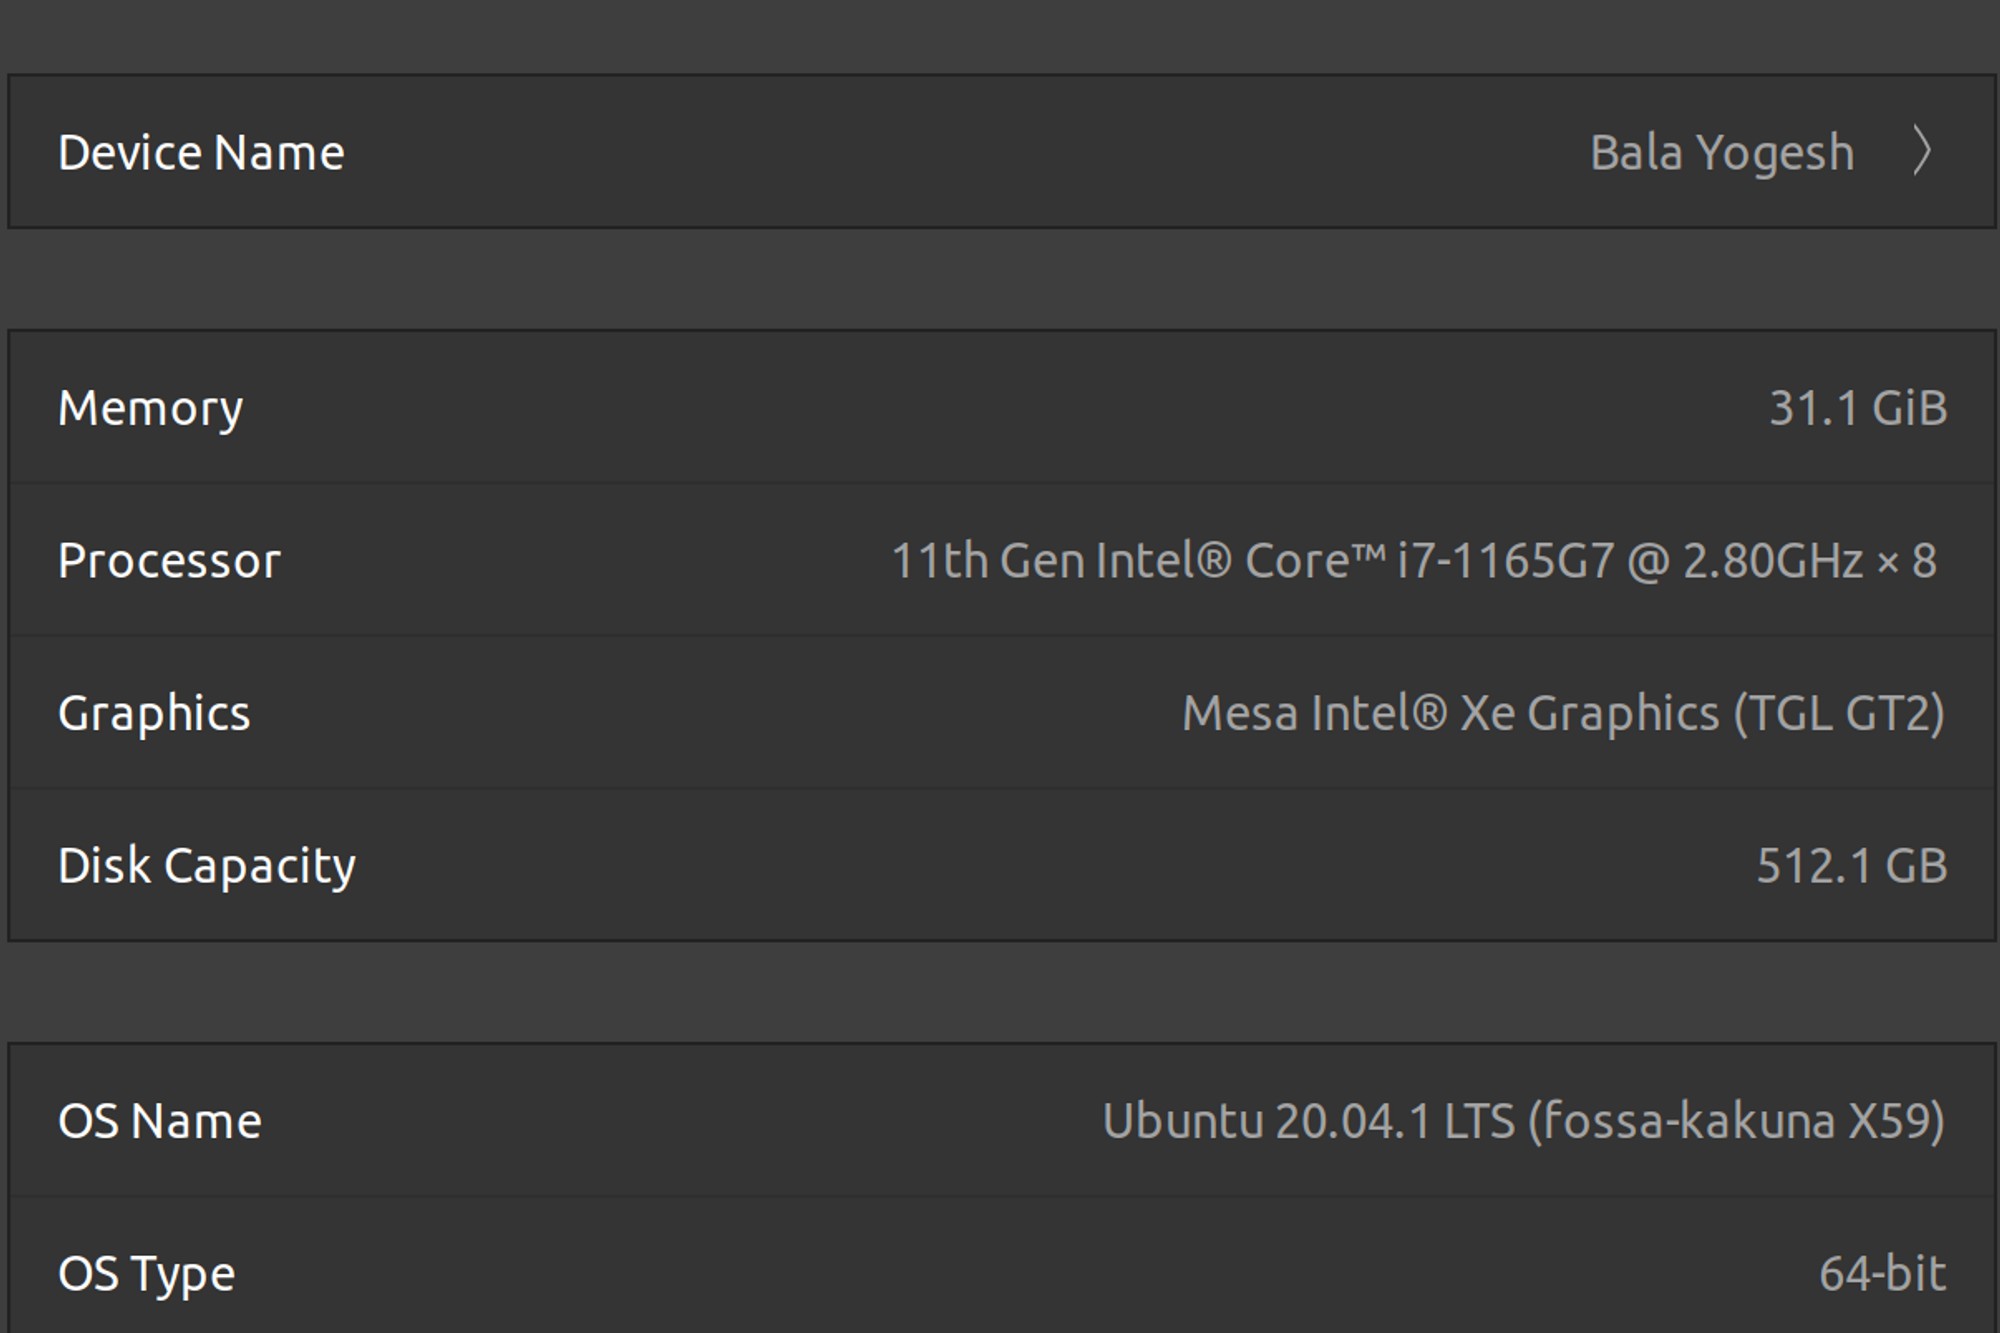 Device Name Bala Yogesh
Memory 31.1 GiB
Processor 11th Gen Intel® Core™ i7-1165G7 @ 2.80GHz × 8
Graphics Mesa Intel® Xe Graphics (TGL GT2)
Disk Capacity 512.1 GB
OS Name Ubuntu 20.04.1 LTS (fossa-kakuna X59)
OS Type 64-bit